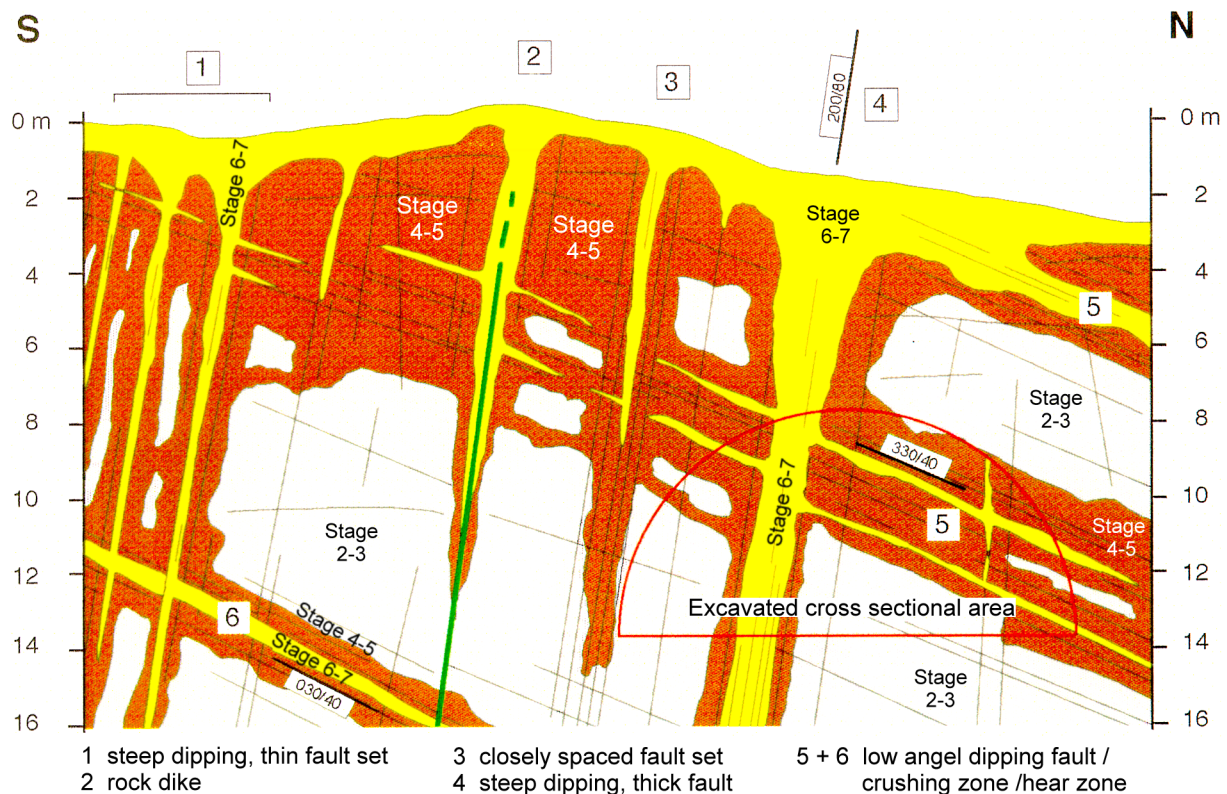 S
N
1
2
3
200/80
4
0 m
2
4
6
8
10
12
14
16
0 m
2
4
6
8
10
12
14
16
Stage 6-7
Stage
4-5
Stage
4-5
Stage
6-7
5
Stage
2-3
330/40
5
Stage 6-7
Stage
4-5
Stage
2-3
Excavated cross sectional area
6
Stage 4-5
Stage 6-7
030/40
Stage
2-3
1 steep dipping, thin fault set
2 rock dike
3 closely spaced fault set
4 steep dipping, thick fault
5 + 6 low angel dipping fault /
crushing zone /hear zone